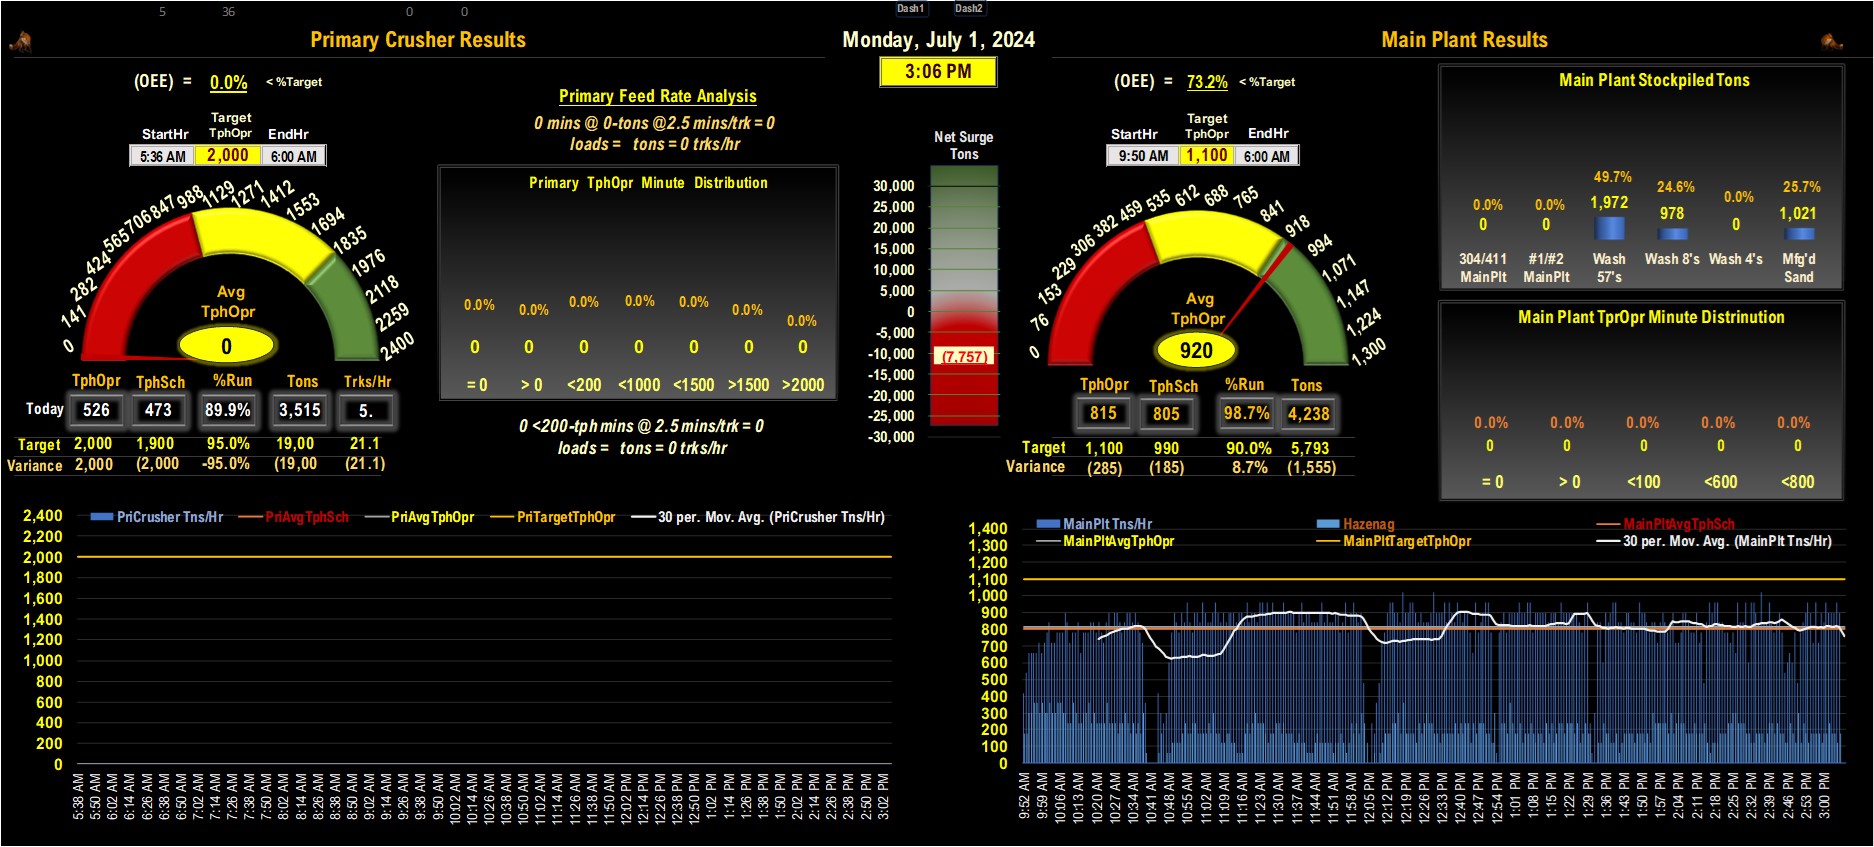 5 36 0 0
Dash1 Dash2
Primary Crusher Results
Monday, July 1, 2024
Main Plant Results
3:06 PM
(OEE) = 0.0% < %Target
Target
StartHr TphOpr EndHr
5:36 AM 2,000 6:00 AM
0 141 282 424 565 706 847 988 1129 1271 1412 1553 1694 1835 1976 2118 2259 2400
Avg
TphOpr
0
TphOpr TphSch %Run Tons Trks/Hr
Today 526 473 89.9% 3,515 5.
Target 2,000 1,900 95.0% 19,00 21.1
Variance 2,000 (2,000 -95.0% (19,00 (21.1)
Primary Feed Rate Analysis
0 mins @ 0-tons @2.5 mins/trk = 0
loads = tons = 0 trks/hr
Primary TphOpr Minute Distribution
0.0% 0.0% 0.0% 0.0% 0.0% 0.0% 0.0%
0 0 0 0 0 0 0
= 0 > 0 <200 <1000 <1500 >1500 >2000
0 <200-tph mins @ 2.5 mins/trk = 0
loads = tons = 0 trks/hr
Net Surge
Tons
30,000
25,000
20,000
15,000
10,000
5,000
0
-5,000
-10,000
(7,757)
-15,000
-20,000
-25,000
-30,000
(OEE) = 73.2% < %Target
Target
StartHr TphOpr EndHr
9:50 AM 1,100 6:00 AM
0 76 153 229 306 382 459 535 612 688 765 841 918 994 1,071 1,147 1,224 1,300
Avg
TphOpr
920
TphOpr TphSch %Run Tons
815 805 98.7% 4,238
Target 1,100 990 90.0% 5,793
Variance (285) (185) 8.7% (1,555)
Main Plant Stockpiled Tons
0.0% 0.0% 49.7% 24.6% 0.0% 25.7%
0 0 1,972 978 0 1,021
304/411 #1/#2 Wash Wash 8's Wash 4's Mfg'd
MainPlt MainPlt 57's Sand
Main Plant TprOpr Minute Distrinution
0.0% 0.0% 0.0% 0.0% 0.0%
0 0 0 0 0
= 0 > 0 <100 <600 <800
PriCrusher Tns/Hr PriAvgTphSch PriAvgTphOpr PriTargetTphOpr 30 per. Mov. Avg. (PriCrusher Tns/Hr)
2,400
2,200
2,000
1,800
1,600
1,400
1,200
1,000
800
600
400
200
0
5:38 AM 5:50 AM 6:02 AM 6:14 AM 6:26 AM 6:38 AM 6:50 AM 7:02 AM 7:14 AM 7:26 AM 7:38 AM 7:50 AM 8:02 AM 8:14 AM 8:26 AM 8:38 AM 8:50 AM 9:02 AM 9:14 AM 9:26 AM 9:38 AM 9:50 AM 10:02 AM 10:14 AM 10:26 AM 10:38 AM 10:50 AM 11:02 AM 11:14 AM 11:26 AM 11:38 AM 11:50 AM 12:02 PM 12:14 PM 12:26 PM 12:38 PM 12:50 PM 1:02 PM 1:14 PM 1:26 PM 1:38 PM 1:50 PM 2:02 PM 2:14 PM 2:26 PM 2:38 PM 2:50 PM 3:02 PM
MainPlt Tns/Hr Hazenag MainPltAvgTphSch
MainPltAvgTphOpr MainPltTargetTphOpr 30 per. Mov. Avg. (MainPlt Tns/Hr)
1,400
1,300
1,200
1,100
1,000
900
800
700
600
500
400
300
200
100
0
9:52 AM 9:59 AM 10:06 AM 10:13 AM 10:20 AM 10:27 AM 10:34 AM 10:41 AM 10:48 AM 10:55 AM 11:02 AM 11:09 AM 11:16 AM 11:23 AM 11:30 AM 11:37 AM 11:44 AM 11:51 AM 11:58 AM 12:05 PM 12:12 PM 12:19 PM 12:26 PM 12:33 PM 12:40 PM 12:47 PM 12:54 PM 1:01 PM 1:08 PM 1:15 PM 1:22 PM 1:29 PM 1:36 PM 1:43 PM 1:50 PM 1:57 PM 2:04 PM 2:11 PM 2:18 PM 2:25 PM 2:32 PM 2:39 PM 2:46 PM 2:53 PM 3:00 PM